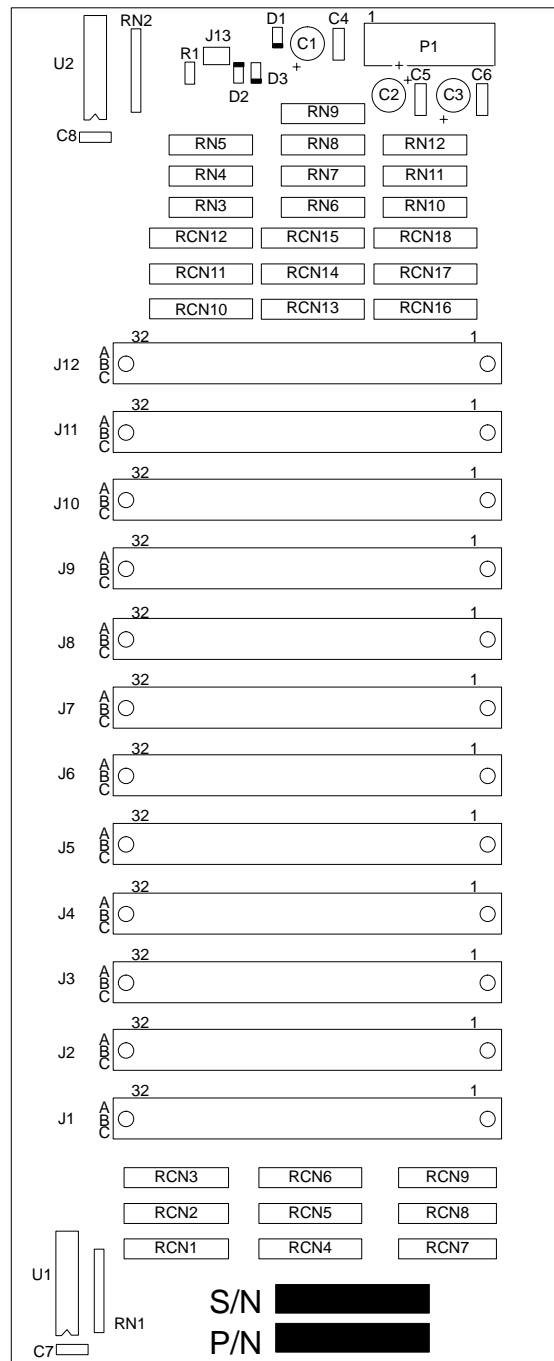 RN2 D1 C4 1
U2 R1 J13 C1 P1
+ + +
D2 D3 C2 C5 C3 C6
+
C8 RN9
RN5 RN8 RN12
RN4 RN7 RN11
RN3 RN6 RN10
RCN12 RCN15 RCN18
RCN11 RCN14 RCN17
RCN10 RCN13 RCN16
32 1
J12 A B C
32 1
J11 A B C
32 1
J10 A B C
32 1
J9 A B C
32 1
J8 A B C
32 1
J7 A B C
32 1
J6 A B C
32 1
J5 A B C
32 1
J4 A B C
32 1
J3 A B C
32 1
J2 A B C
32 1
J1 A B C
RCN3 RCN6 RCN9
RCN2 RCN5 RCN8
RCN1 RCN4 RCN7
U1 RN1
S/N
C7 P/N